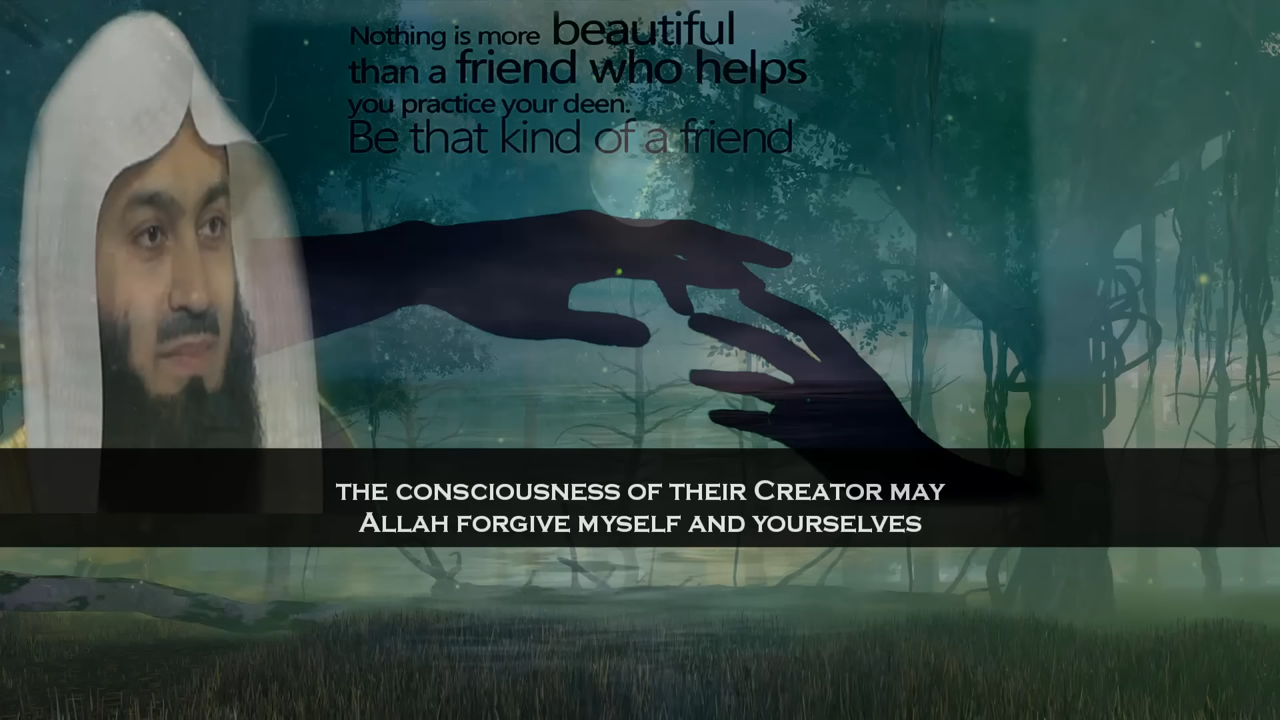 Nothing is more beautiful
than a friend who helps
you practice your deen.
Be that kind of a friend
THE CONSCIOUSNESS OF THEIR CREATOR MAY
ALLAH FORGIVE MYSELF AND YOURSELVES